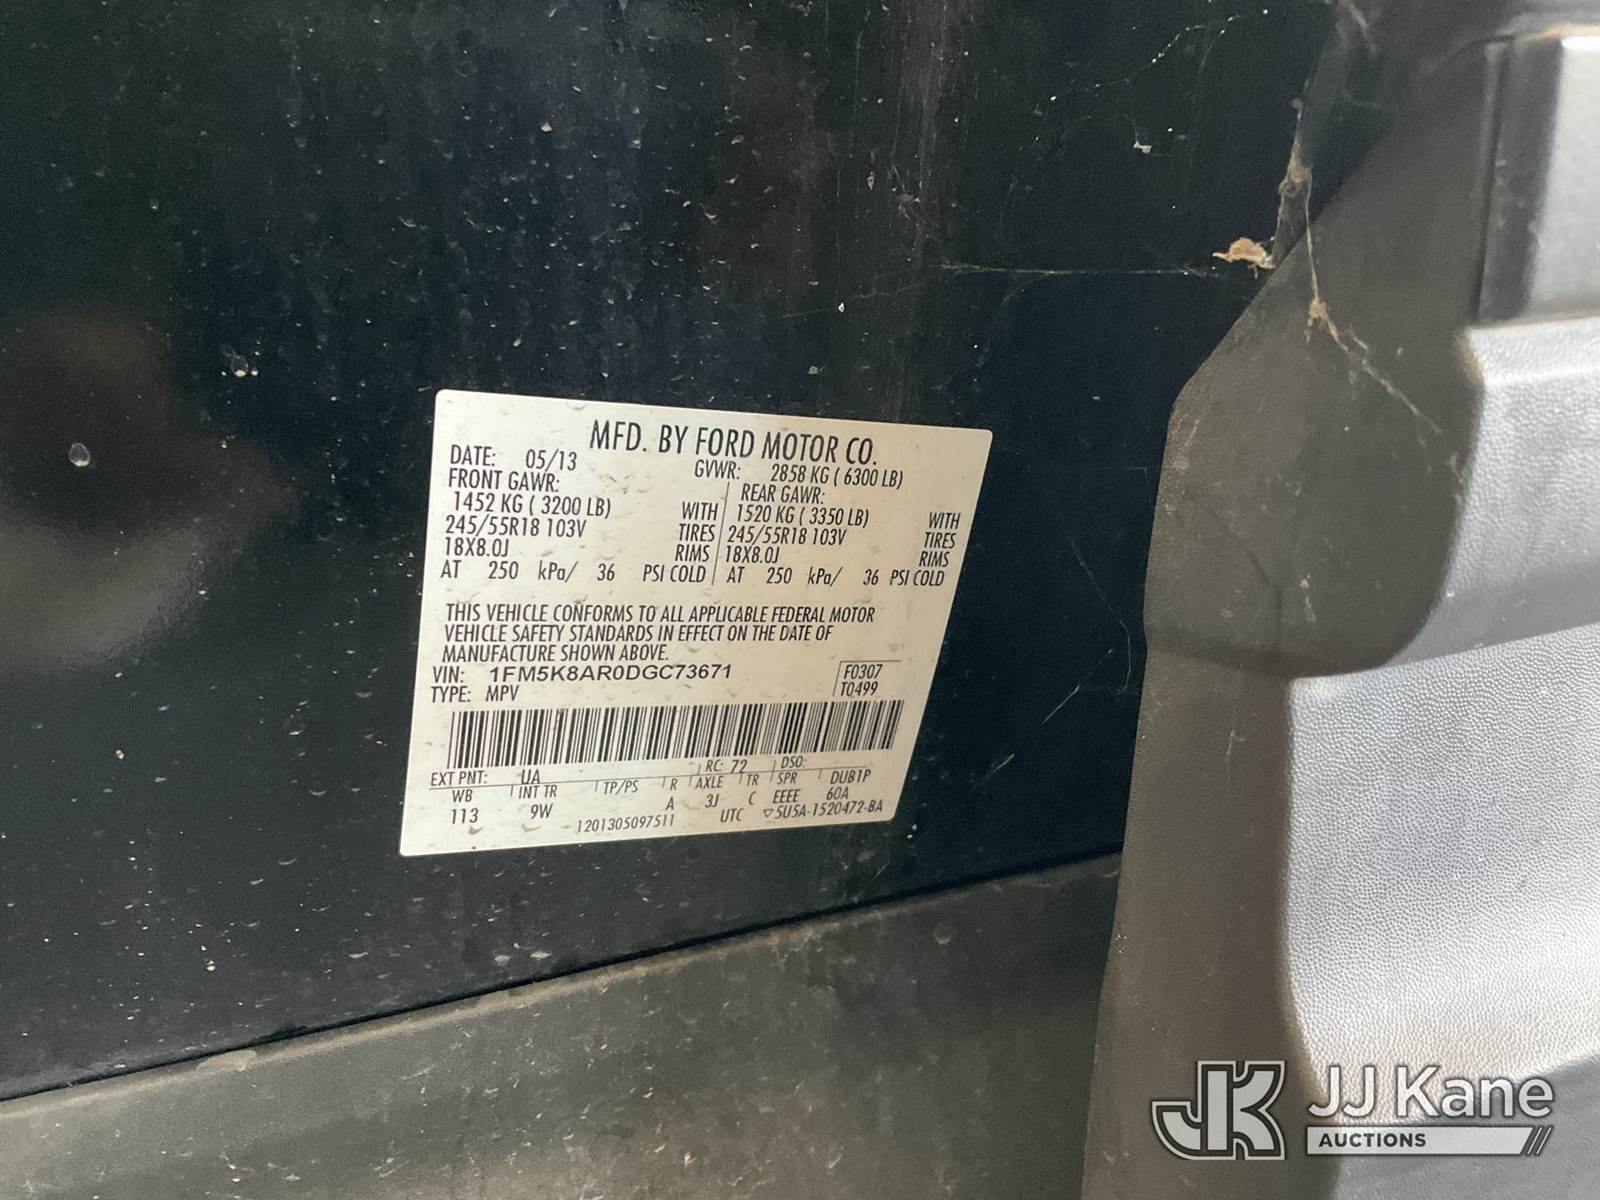 MFD. BY FORD MOTOR CO.
DATE: 05/13 GVWR: 2858 KG ( 6300 LB)
FRONT GAWR: REAR GAWR:
1452 KG ( 3200 LB) WITH 1520 KG ( 3350 LB) WITH
245/55R18 103V TIRES 245/55R18 103V TIRES
18X8.0J RIMS 18X8.0J RIMS
AT 250 kPa/ 36 PSI COLD AT 250 kPa/ 36 PSI COLD
THIS VEHICLE CONFORMS TO ALL APPLICABLE FEDERAL MOTOR
VEHICLE SAFETY STANDARDS IN EFFECT ON THE DATE OF
MANUFACTURE SHOWN ABOVE.
VIN: 1FM5K8AR0DGC73671 F0307
TYPE: MPV T0499
EXT PNT: UA RC: 72 DSO:
WB INT TR TP/PS R AXLE TR SPR DUB1P
113 9W A 3J C EEEE 60A
1201305097511 UTC ▽5U5A-1520472-BA
JK JJ Kane
AUCTIONS